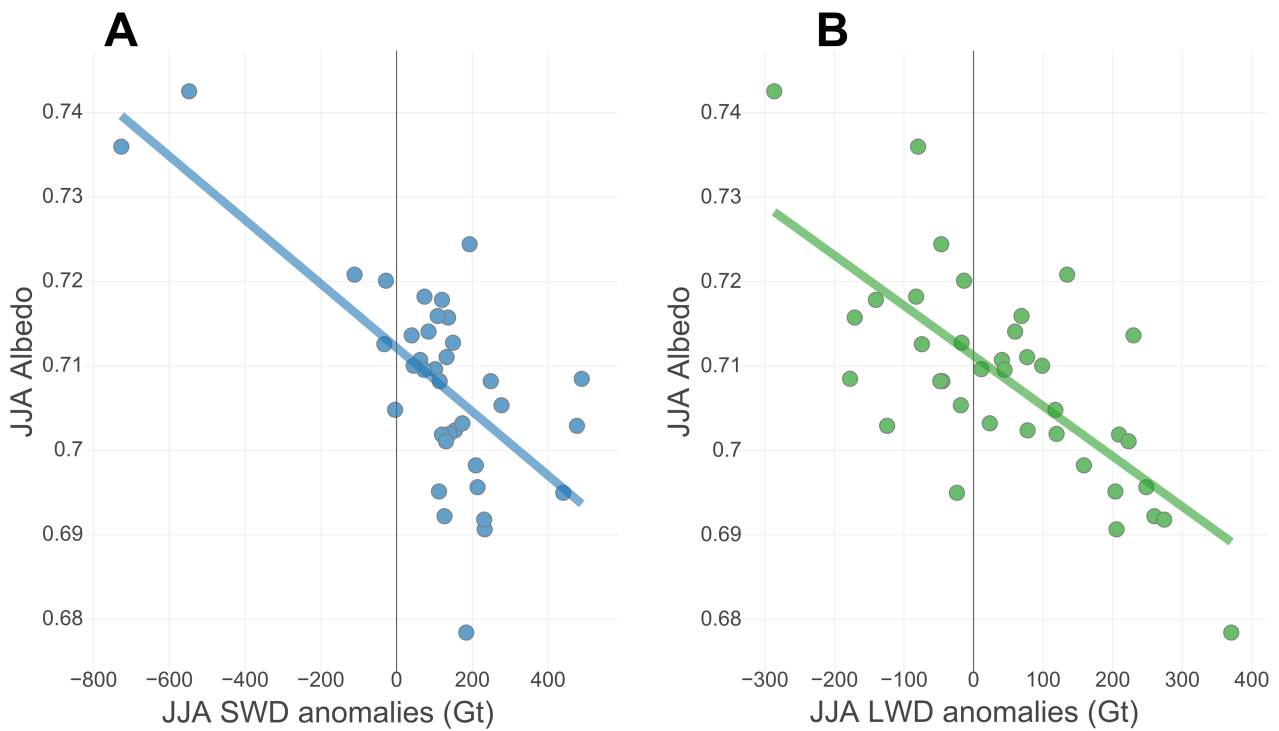 A
0.74
0.73
0.72
0.71
0.7
0.69
0.68
JJA Albedo
−800 −600 −400 −200 0 200 400
JJA SWD anomalies (Gt)
B
0.74
0.73
0.72
0.71
0.7
0.69
0.68
JJA Albedo
−300 −200 −100 0 100 200 300 400
JJA LWD anomalies (Gt)